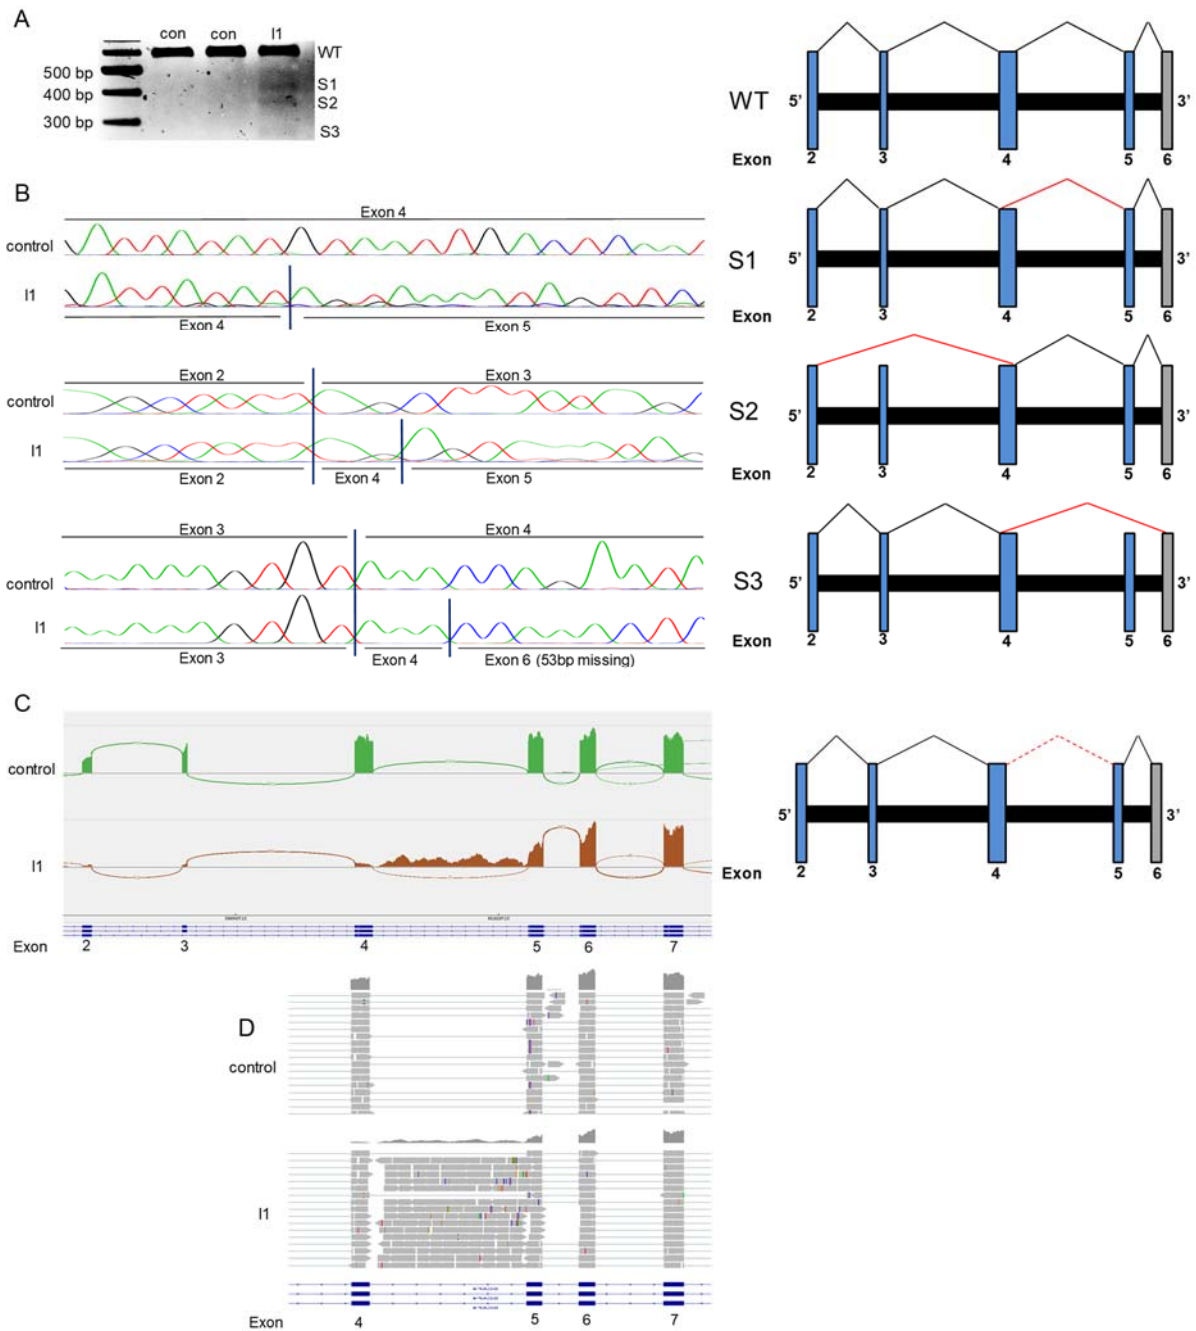 A
con con I1
WT
500 bp
S1
400 bp
S2
300 bp
S3
WT 5’ 3’
Exon 2 3 4 5 6
B
Exon 4
control
I1
Exon 4 Exon 5
S1 5’ 3’
Exon 2 3 4 5 6
Exon 2 Exon 3
control
I1
Exon 2 Exon 4 Exon 5
S2 5’ 3’
Exon 2 3 4 5 6
Exon 3 Exon 4
control
I1
Exon 3 Exon 4 Exon 6 (53bp missing)
S3 5’ 3’
Exon 2 3 4 5 6
C
control
I1
Exon 2 3 4 5 6 7
5’ 3’
Exon 2 3 4 5 6
D
control
I1
Exon 4 5 6 7